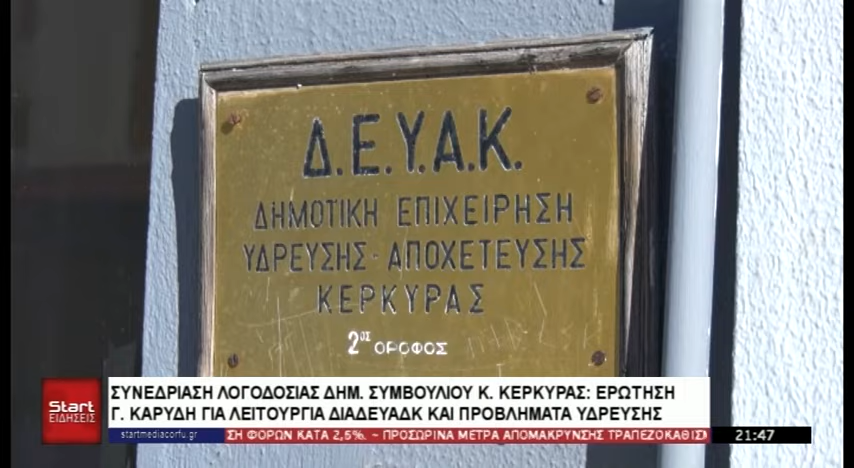 Δ.Ε.Υ.Α.Κ.
ΔΗΜΟΤΙΚΗ ΕΠΙΧΕΙΡΗΣΗ
ΥΔΡΕΥΣΗΣ - ΑΠΟΧΕΤΕΥΣΗΣ
ΚΕΡΚΥΡΑΣ
2ος ΟΡΟΦΟΣ
Start
ΕΙΔΗΣΕΙΣ
ΣΥΝΕΔΡΙΑΣΗ ΛΟΓΟΔΟΣΙΑΣ ΔΗΜ. ΣΥΜΒΟΥΛΙΟΥ Κ. ΚΕΡΚΥΡΑΣ: ΕΡΩΤΗΣΗ
Γ. ΚΑΡΥΔΗ ΓΙΑ ΛΕΙΤΟΥΡΓΙΑ ΔΙΑΔΕΥΑΔΚ ΚΑΙ ΠΡΟΒΛΗΜΑΤΑ ΥΔΡΕΥΣΗΣ
startmediacorfu.gr ΣΗ ΦΟΡΩΝ ΚΑΤΑ 2,5%. ~ ΠΡΟΣΩΡΙΝΑ ΜΕΤΡΑ ΑΠΟΜΑΚΡΥΝΣΗΣ ΤΡΑΠΕΖΟΚΑΘΙΣΜ 21:47